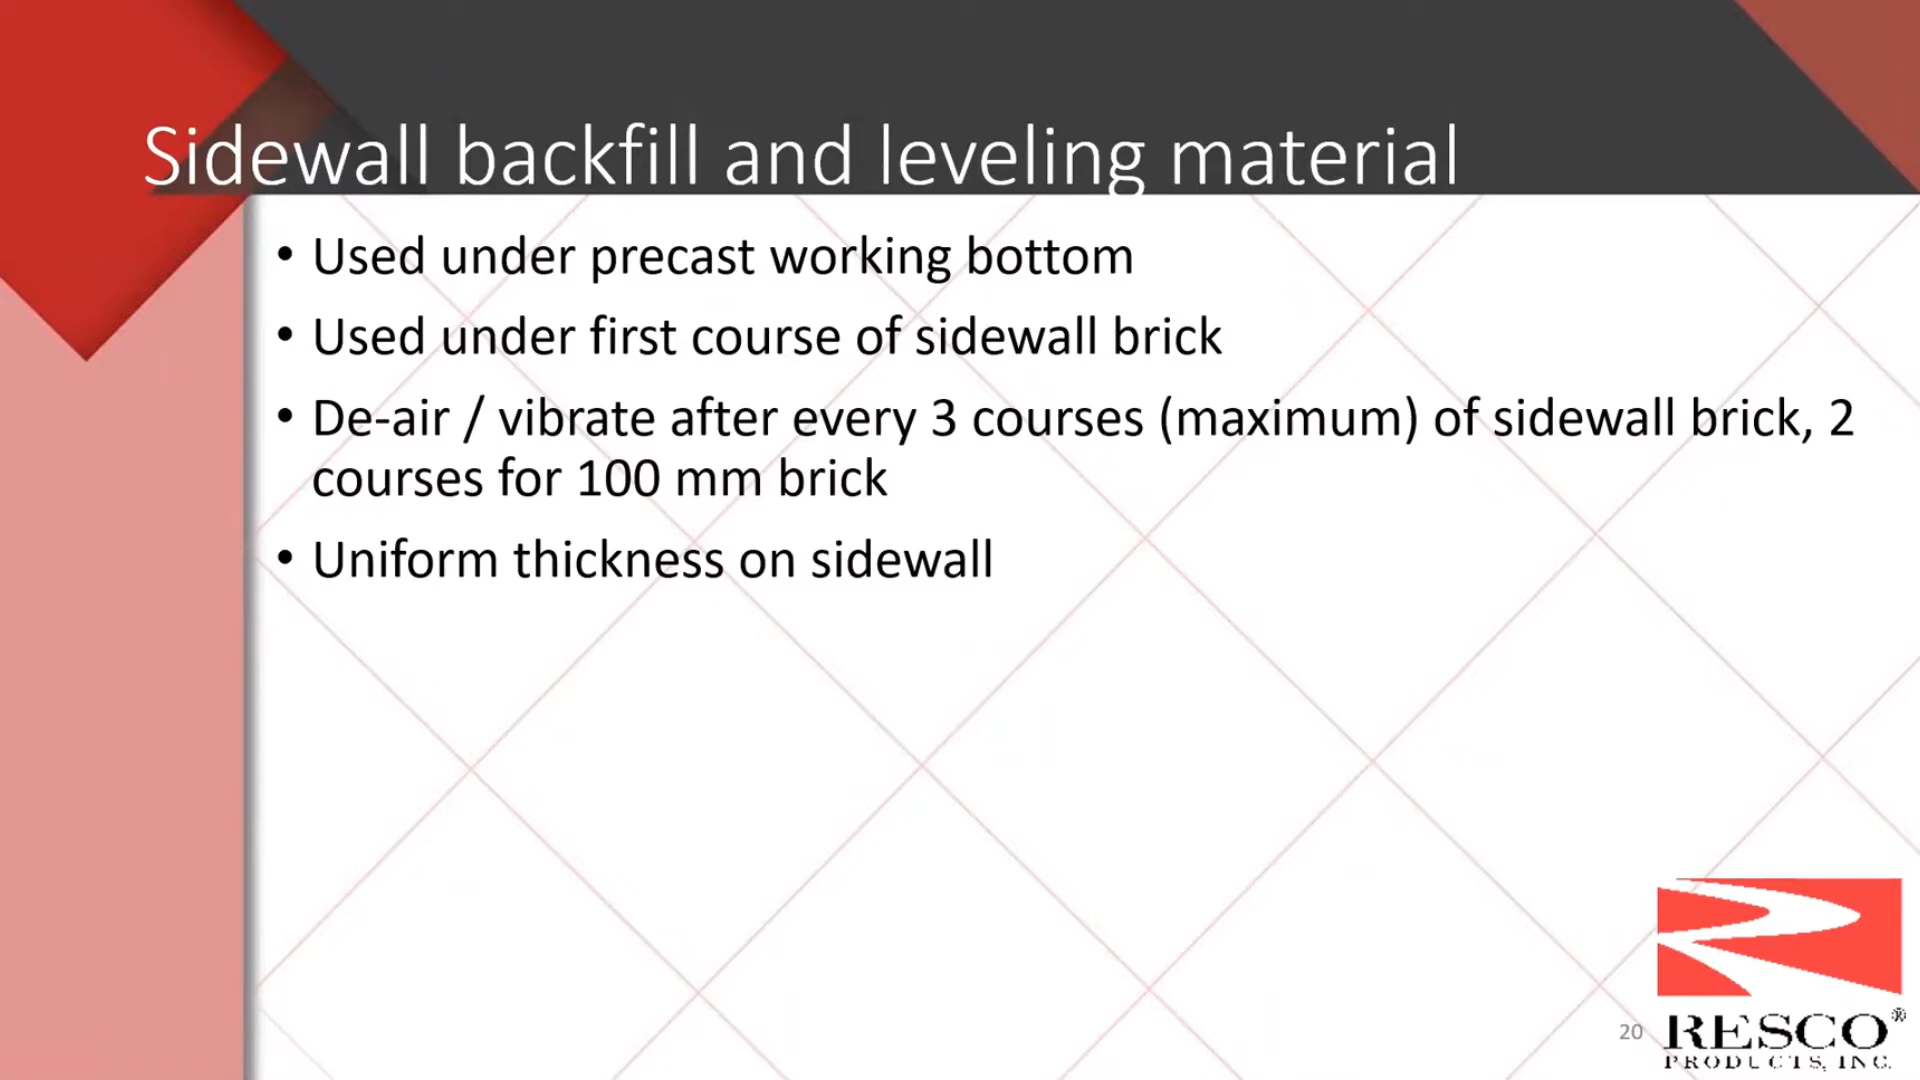 Sidewall backfill and leveling material
• Used under precast working bottom
• Used under first course of sidewall brick
• De-air / vibrate after every 3 courses (maximum) of sidewall brick, 2
courses for 100 mm brick
• Uniform thickness on sidewall
20
RESCO®
PRODUCTS, INC.